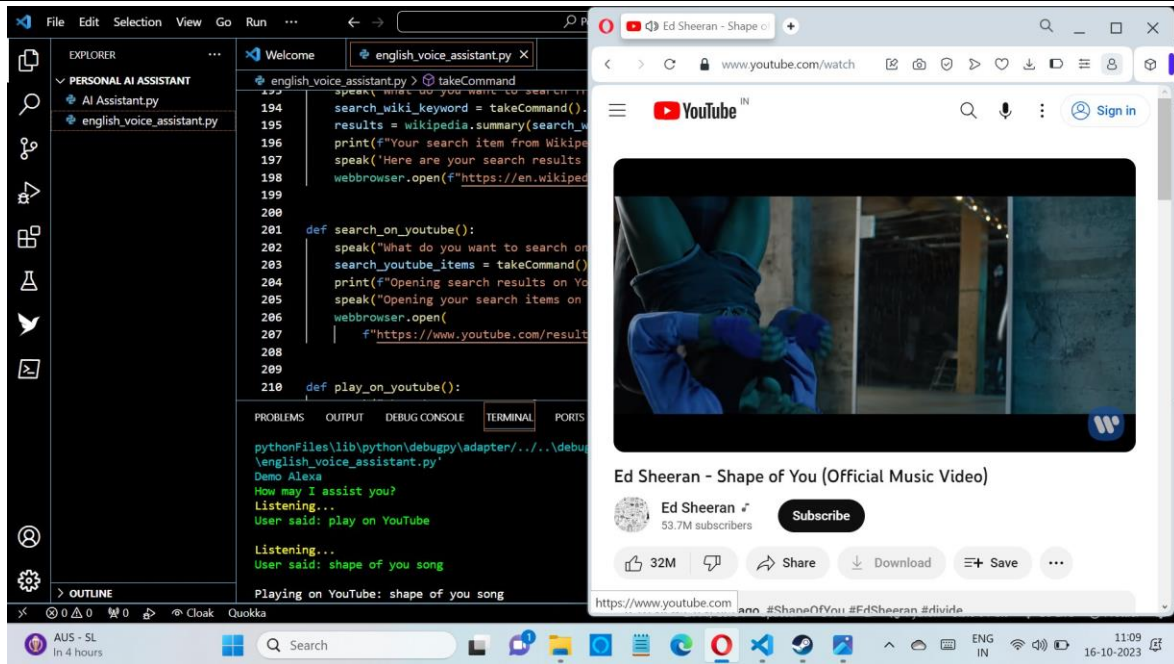 File Edit Selection View Go Run ...
EXPLORER ...
PERSONAL AI ASSISTANT
AI Assistant.py
english_voice_assistant.py
OUTLINE
Welcome
english_voice_assistant.py
english_voice_assistant.py > takeCommand
194 search_wiki_keyword = takeCommand().
195 results = wikipedia.summary(search_w
196 print(f"Your search item from Wikipe
197 speak('Here are your search results
198 webbrowser.open(f"https://en.wikiped
199
200
201 def search_on_youtube():
202 speak("What do you want to search on
203 search_youtube_items = takeCommand()
204 print(f"Opening search results on Yo
205 speak("Opening your search items on
206 webbrowser.open(
207 f"https://www.youtube.com/result
208
209
210 def play_on_youtube():
PROBLEMS OUTPUT DEBUG CONSOLE TERMINAL PORTS
pythonFiles\lib\python\debugpy\adapter/../..\debug
\english_voice_assistant.py'
Demo Alexa
How may I assist you?
Listening...
User said: play on YouTube
Listening...
User said: shape of you song
Playing on YouTube: shape of you song
0 0 0 Cloak Quokka
Ed Sheeran - Shape of
www.youtube.com/watch
YouTube IN
Sign in
Ed Sheeran - Shape of You (Official Music Video)
Ed Sheeran
53.7M subscribers
Subscribe
32M Share Download Save ...
https://www.youtube.com ago #ShapeOfYou #EdSheeran #divide
AUS - SL
In 4 hours
Search
ENG
IN
11:09
16-10-2023